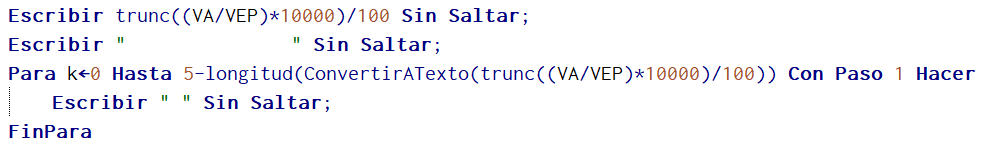 Escribir trunc((VA/VEP)*10000)/100 Sin Saltar;
Escribir "                " Sin Saltar;
Para k←0 Hasta 5-longitud(ConvertirATexto(trunc((VA/VEP)*10000)/100)) Con Paso 1 Hacer
    Escribir " " Sin Saltar;
FinPara